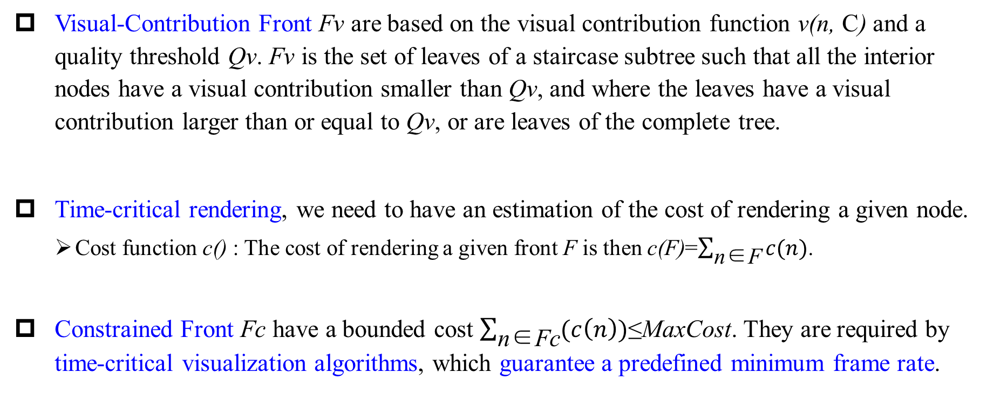 Visual-Contribution Front Fv are based on the visual contribution function v(n, C) and a
quality threshold Qv. Fv is the set of leaves of a staircase subtree such that all the interior
nodes have a visual contribution smaller than Qv, and where the leaves have a visual
contribution larger than or equal to Qv, or are leaves of the complete tree.
Time-critical rendering, we need to have an estimation of the cost of rendering a given node.
➢ Cost function c() : The cost of rendering a given front F is then c(F)=∑n∈F c(n).
Constrained Front Fc have a bounded cost ∑n∈Fc(c(n))≤MaxCost. They are required by
time-critical visualization algorithms, which guarantee a predefined minimum frame rate.